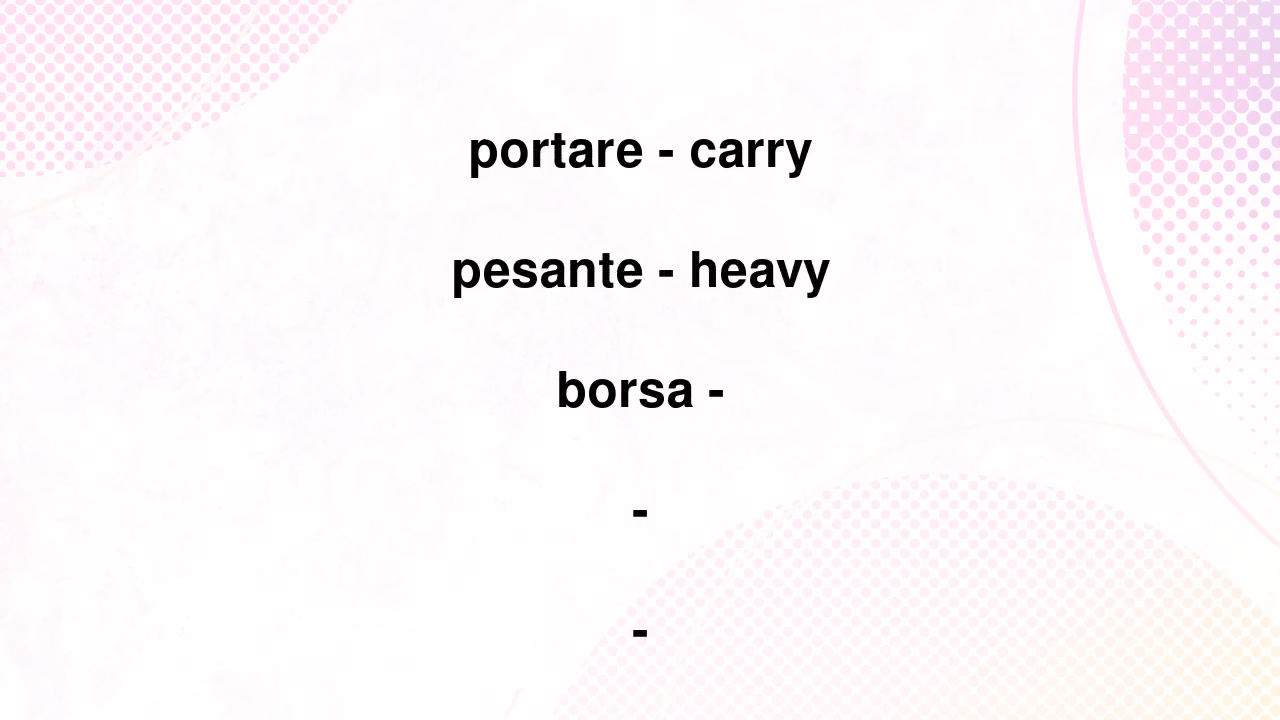 portare - carry
pesante - heavy
borsa -
-
-